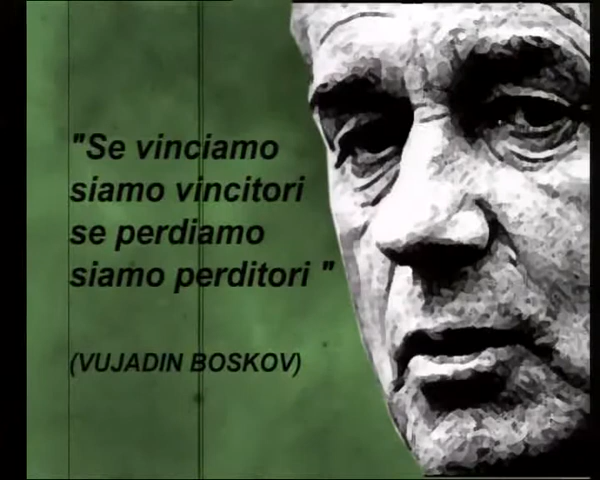 "Se vinciamo
siamo vincitori
se perdiamo
siamo perditori "
(VUJADIN BOSKOV)